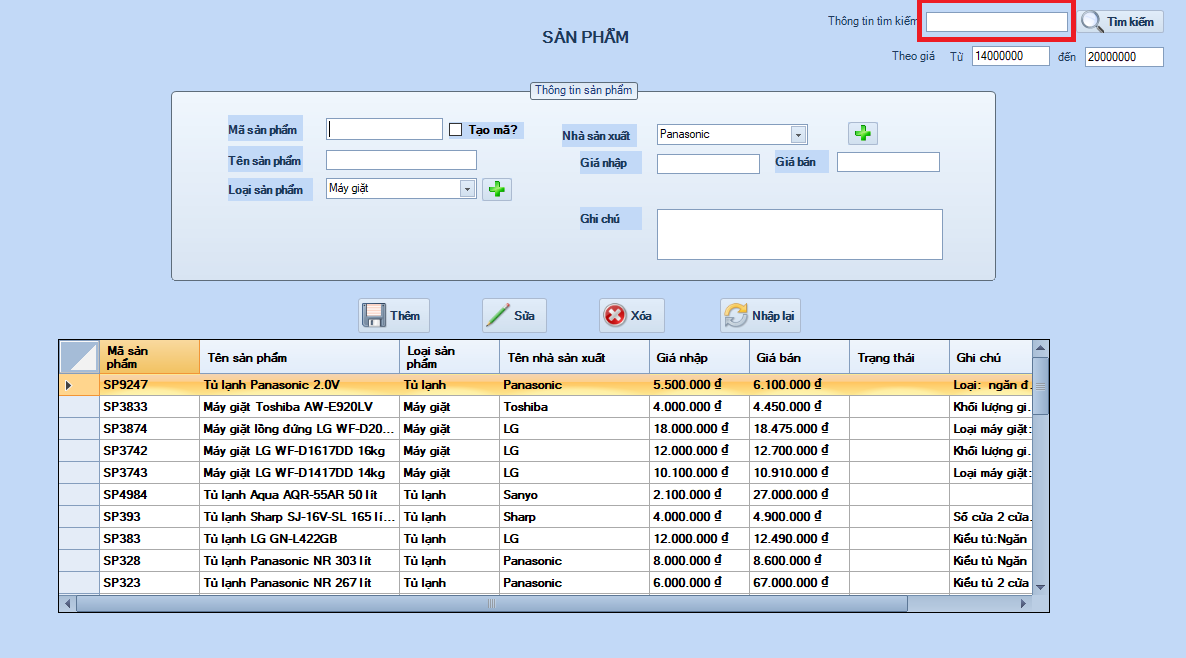 Thông tin tìm kiếm
Tìm kiếm
SẢN PHẨM
Theo giá Từ 14000000 đến 20000000
Thông tin sản phẩm
Mã sản phẩm
Tạo mã?
Nhà sản xuất Panasonic
Tên sản phẩm
Giá nhập
Giá bán
Loại sản phẩm Máy giặt
Ghi chú
Thêm Sửa Xóa Nhập lại
Mã sản phẩm Tên sản phẩm Loại sản phẩm Tên nhà sản xuất Giá nhập Giá bán Trạng thái Ghi chú
SP9247 Tủ lạnh Panasonic 2.0V Tủ lạnh Panasonic 5.500.000 ₫ 6.100.000 ₫ Loại: ngăn đ...
SP3833 Máy giặt Toshiba AW-E920LV Máy giặt Toshiba 4.000.000 ₫ 4.450.000 ₫ Khối lượng gi...
SP3874 Máy giặt lồng đứng LG WF-D20... Máy giặt LG 18.000.000 ₫ 18.475.000 ₫ Loại máy giặt:
SP3742 Máy giặt LG WF-D1617DD 16kg Máy giặt LG 12.000.000 ₫ 12.700.000 ₫ Khối lượng gi...
SP3743 Máy giặt LG WF-D1417DD 14kg Máy giặt LG 10.100.000 ₫ 10.910.000 ₫ Loại máy giặt:
SP4984 Tủ lạnh Aqua AQR-55AR 50 lít Tủ lạnh Sanyo 2.100.000 ₫ 27.000.000 ₫
SP393 Tủ lạnh Sharp SJ-16V-SL 165 lí... Tủ lạnh Sharp 4.000.000 ₫ 4.900.000 ₫ Số cửa 2 cửa...
SP383 Tủ lạnh LG GN-L422GB Tủ lạnh LG 12.000.000 ₫ 12.490.000 ₫ Kiểu tủ:Ngăn
SP328 Tủ lạnh Panasonic NR 303 lít Tủ lạnh Panasonic 8.000.000 ₫ 8.600.000 ₫ Kiểu tủ Ngăn
SP323 Tủ lạnh Panasonic NR 267 lít Tủ lạnh Panasonic 6.000.000 ₫ 67.000.000 ₫ Kiểu tủ 2 cửa